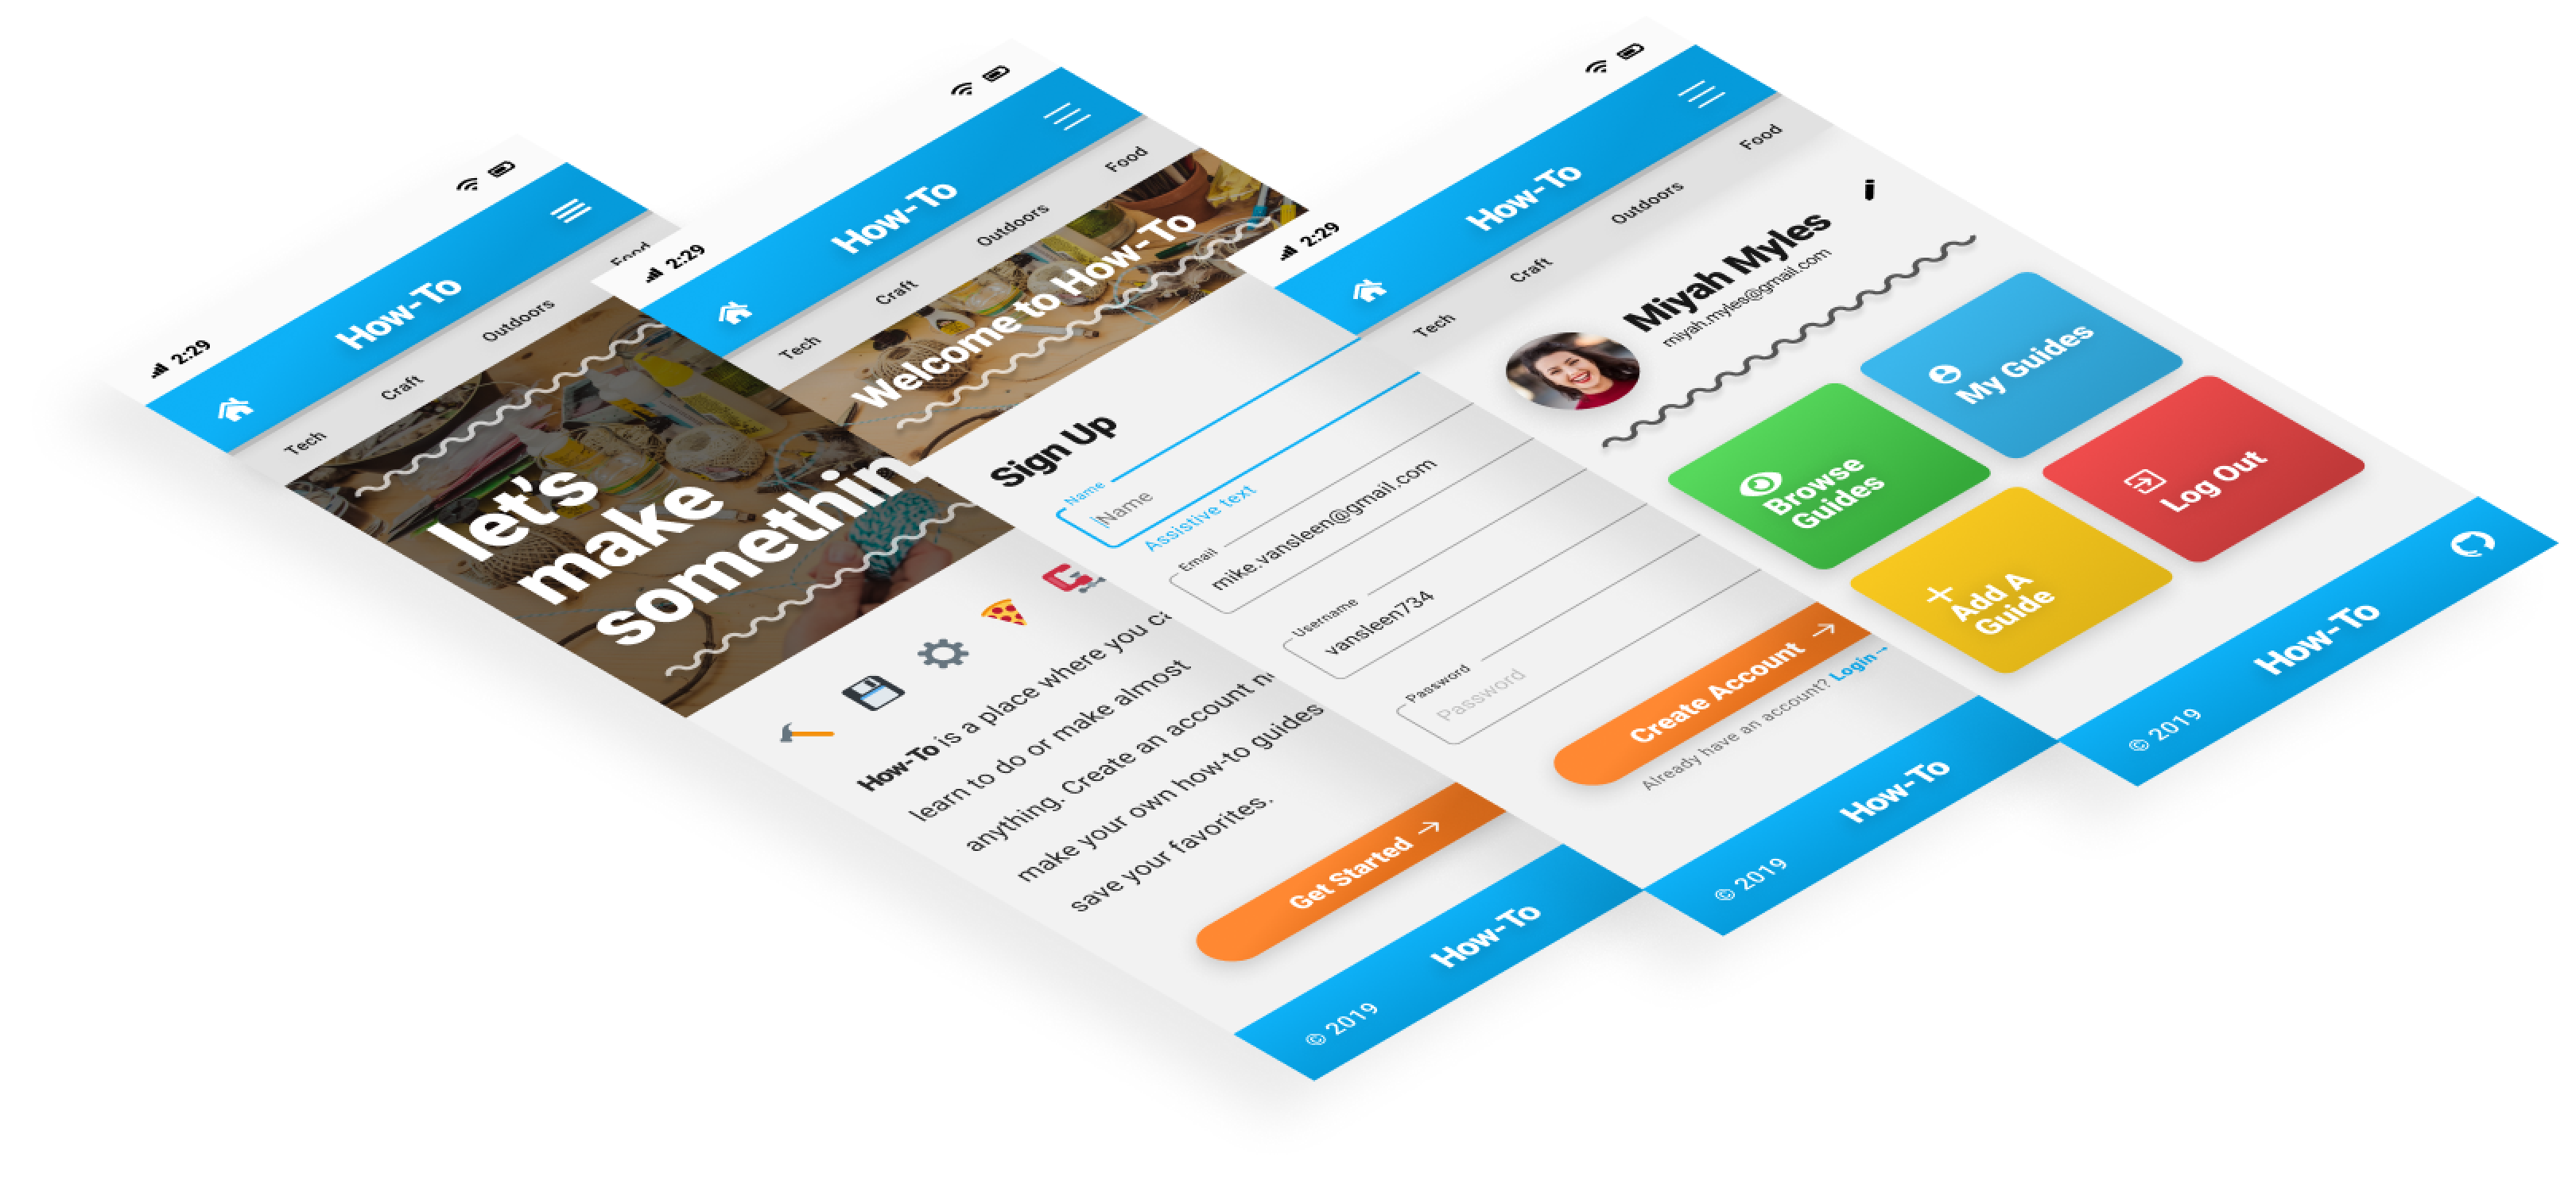 2:29
How-To
Tech
Craft
Outdoors
Food
let's
make
somethin
How-To is a place where you
learn to do or make almost
anything. Create an account
make your own how-to guides
save your favorites.
Get Started
© 2019
How-To
2:29
How-To
Tech
Craft
Outdoors
Food
Welcome to How-To
Sign Up
Name
Name
Assistive text
Email
mike.vansleen@gmail.com
Username
vansleen734
Password
Password
Create Account
Already have an account? Login
© 2019
How-To
2:29
How-To
Tech
Craft
Outdoors
Food
Miyah Myles
miyah.myles@gmail.com
Browse
Guides
My Guides
Add A
Guide
Log Out
© 2019
How-To